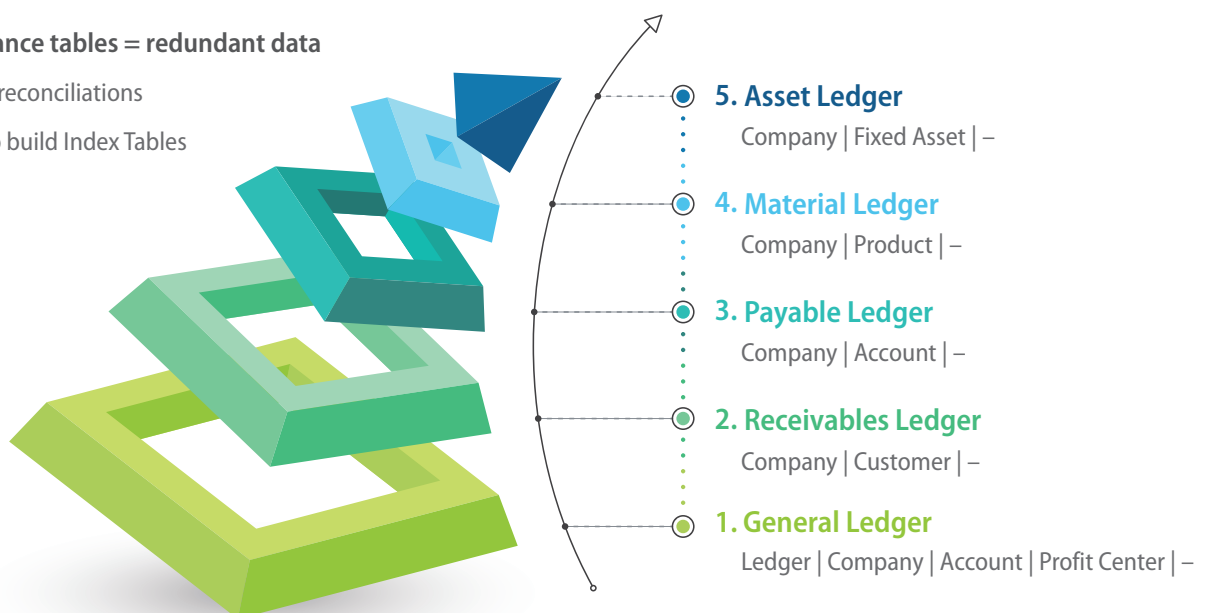 tables = redundant data
reconciliations
build Index Tables
5. Asset Ledger
Company | Fixed Asset | –
4. Material Ledger
Company | Product | –
3. Payable Ledger
Company | Account | –
2. Receivables Ledger
Company | Customer | –
1. General Ledger
Ledger | Company | Account | Profit Center | –